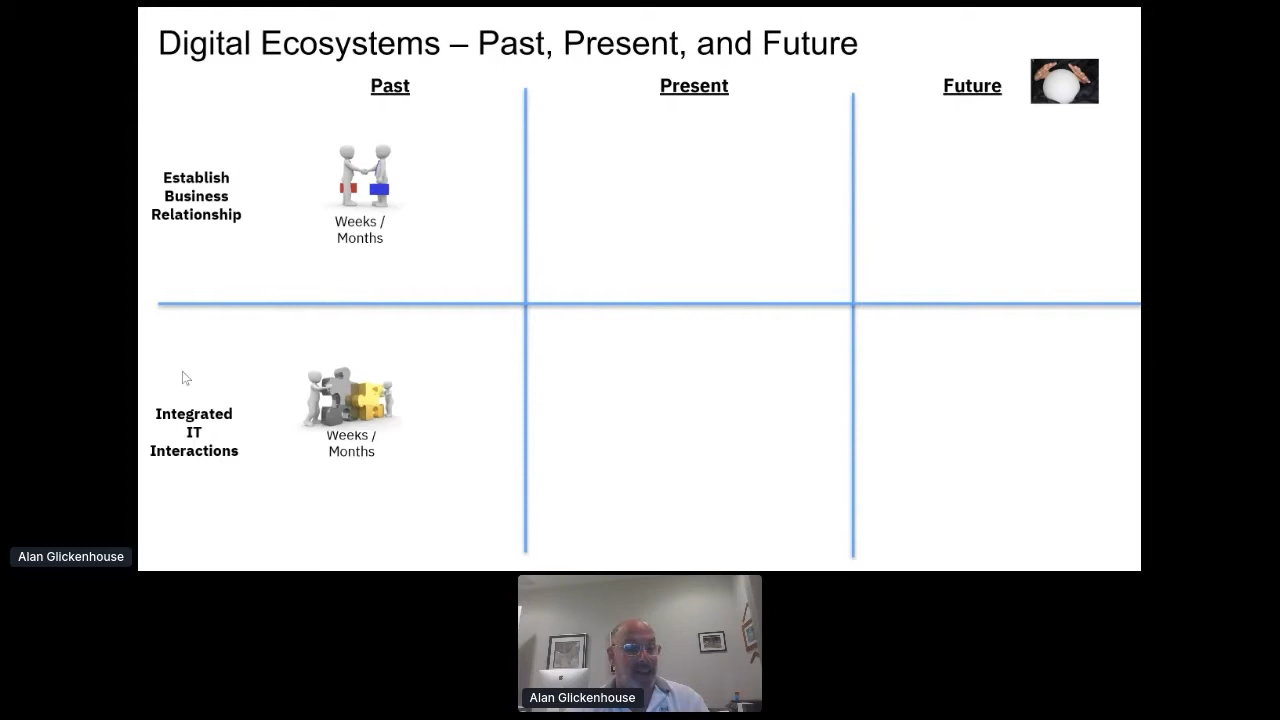 Digital Ecosystems – Past, Present, and Future
Past
Present
Future
Establish
Business
Relationship
Weeks /
Months
Integrated
IT
Interactions
Weeks /
Months
Alan Glickenhouse
Alan Glickenhouse